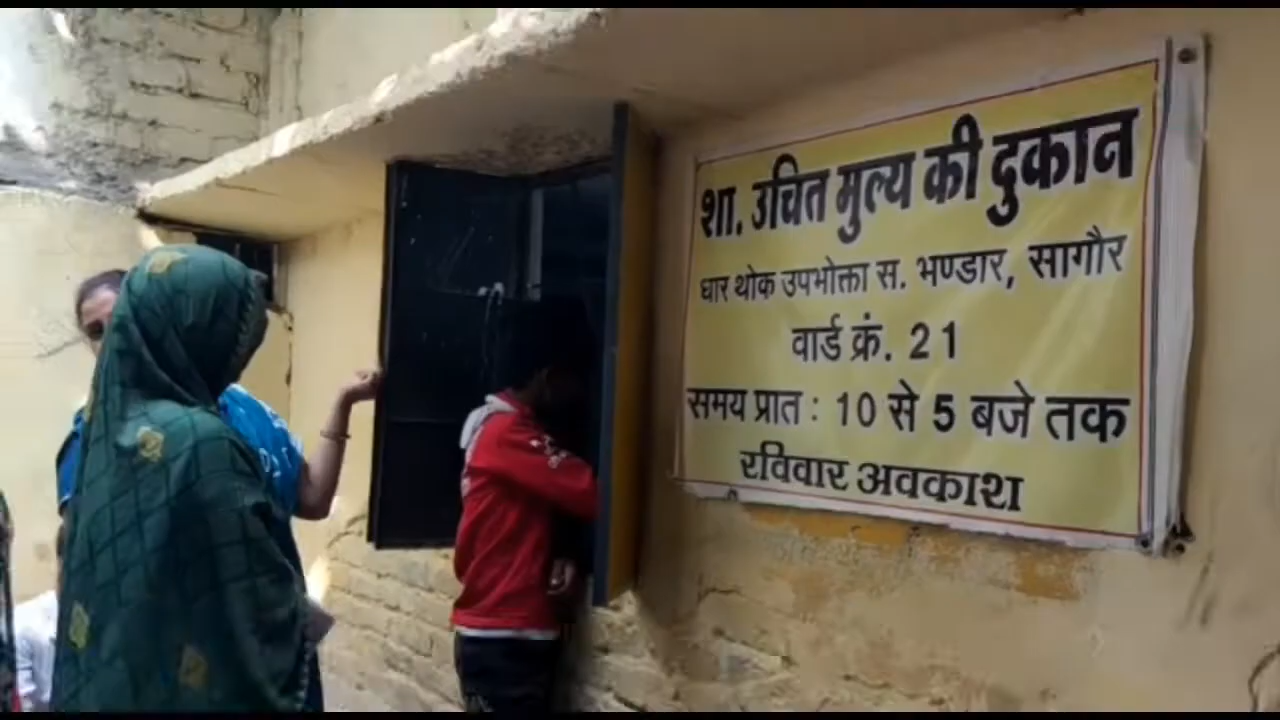 शा. उचित मुल्य की दुकान
धार थोक उपभोक्ता स. भण्डार, सागौर
वार्ड क्रं. 21
समय प्रात : 10 से 5 बजे तक
रविवार अवकाश